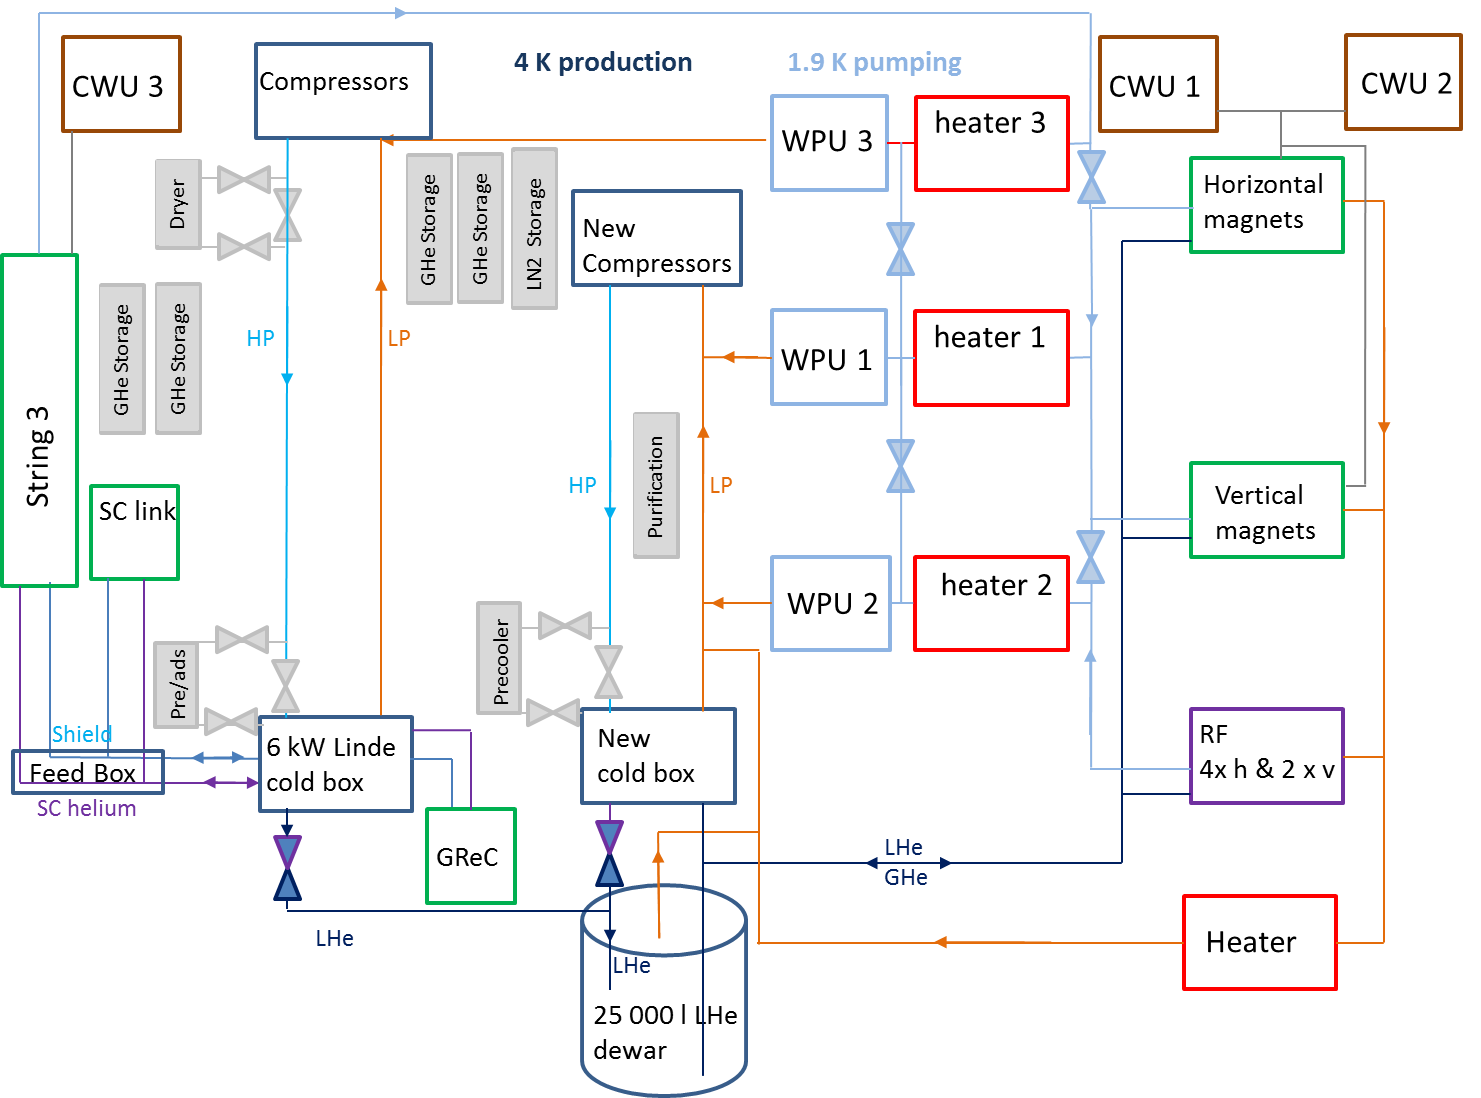 4 K production
1.9 K pumping
CWU 3
Compressors
WPU 3
heater 3
CWU 1
CWU 2
Dryer
GHe Storage
GHe Storage
LN2 Storage
New
Compressors
Horizontal
magnets
GHe Storage
GHe Storage
HP
LP
WPU 1
heater 1
String 3
SC link
HP
Purification
LP
Vertical
magnets
WPU 2
heater 2
Pre/ads
Precooler
Shield
Feed Box
SC helium
6 kW Linde
cold box
New
cold box
RF
4x h & 2 x v
GReC
LHe
GHe
LHe
LHe
Heater
25 000 l LHe
dewar